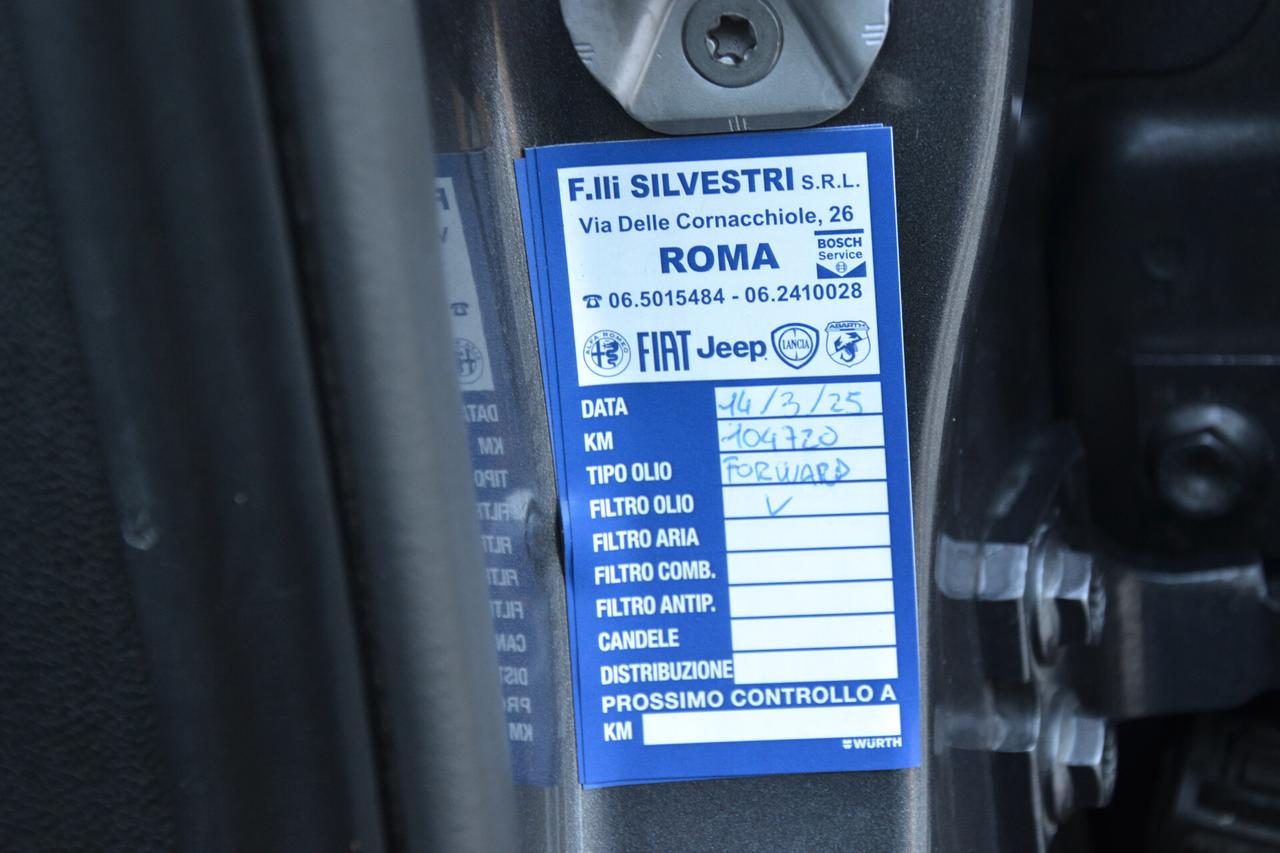 F.lli SILVESTRI S.R.L.
Via Delle Cornacchiole, 26
ROMA
BOSCH
Service
☎ 06.5015484 - 06.2410028
ALFA ROMEO FIAT Jeep LANCIA ABARTH
DATA 14/3/25
KM 104720
TIPO OLIO FORWARD
FILTRO OLIO V
FILTRO ARIA
FILTRO COMB.
FILTRO ANTIP.
CANDELE
DISTRIBUZIONE
PROSSIMO CONTROLLO A
KM
WÜRTH